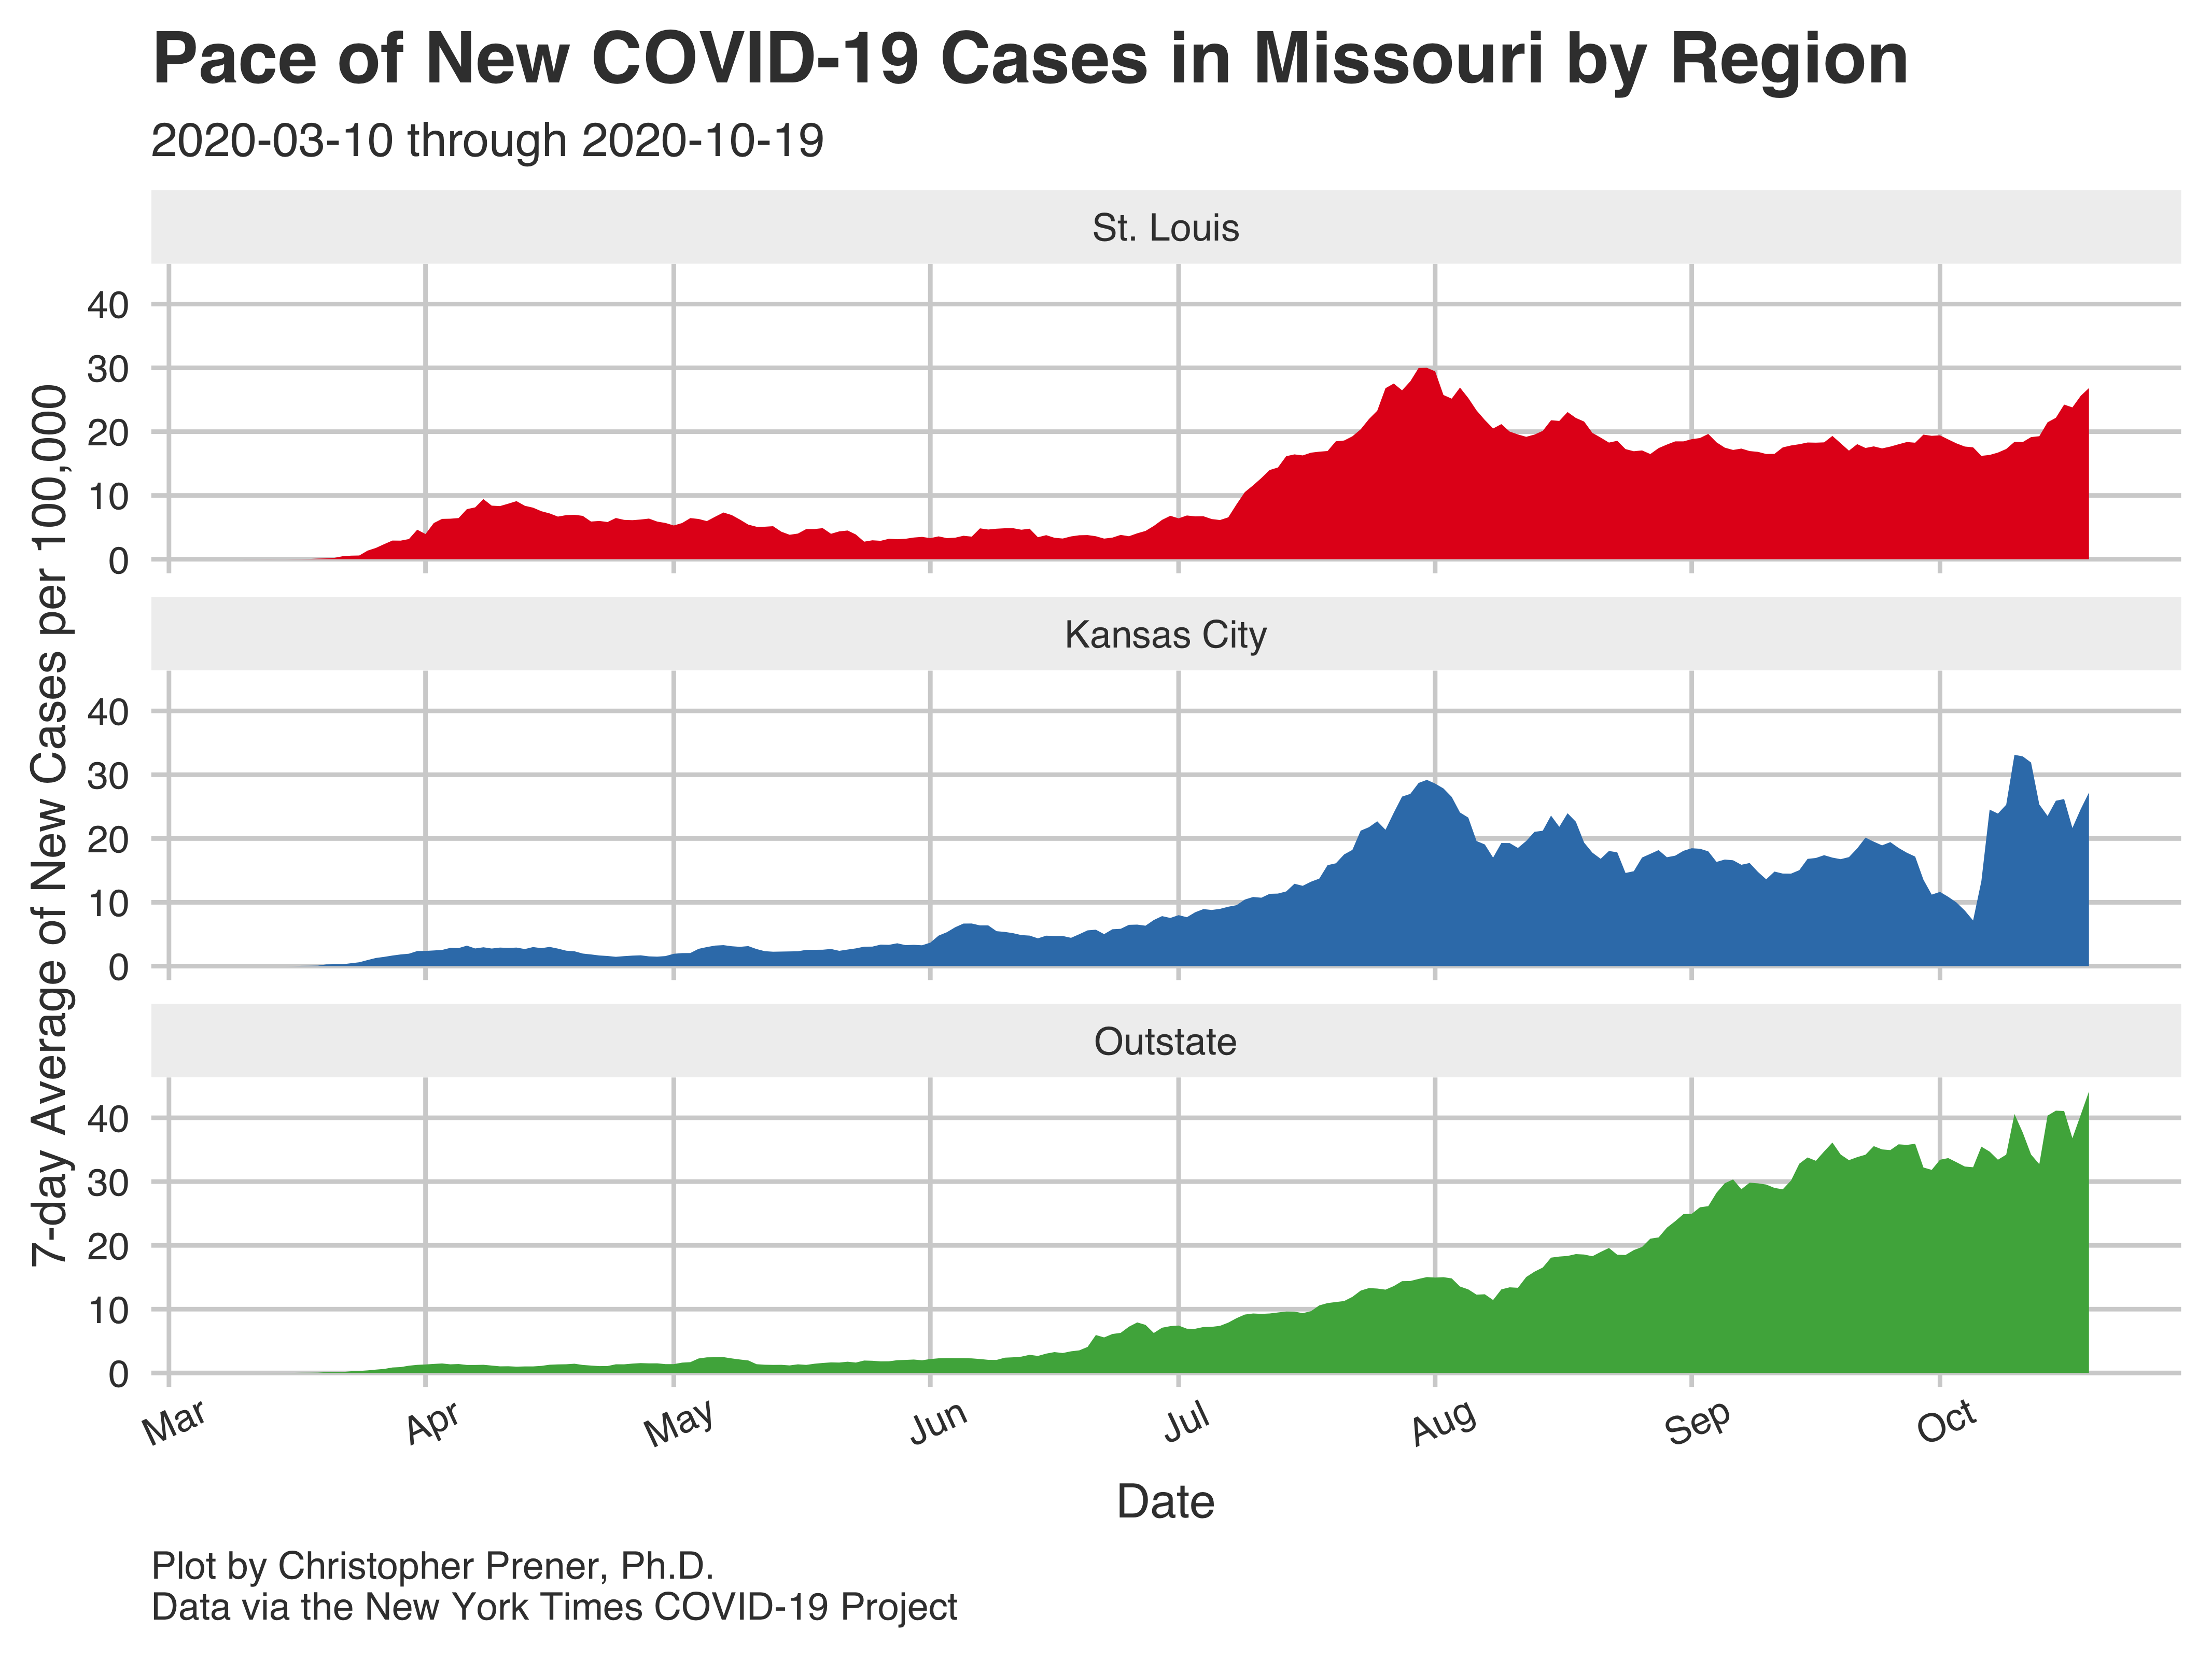 Pace of New COVID-19 Cases in Missouri by Region
2020-03-10 through 2020-10-19
7-day Average of New Cases per 100,000
St. Louis
40
30
20
10
0
Kansas City
40
30
20
10
0
Outstate
40
30
20
10
0
Mar Apr May Jun Jul Aug Sep Oct
Date
Plot by Christopher Prener, Ph.D.
Data via the New York Times COVID-19 Project